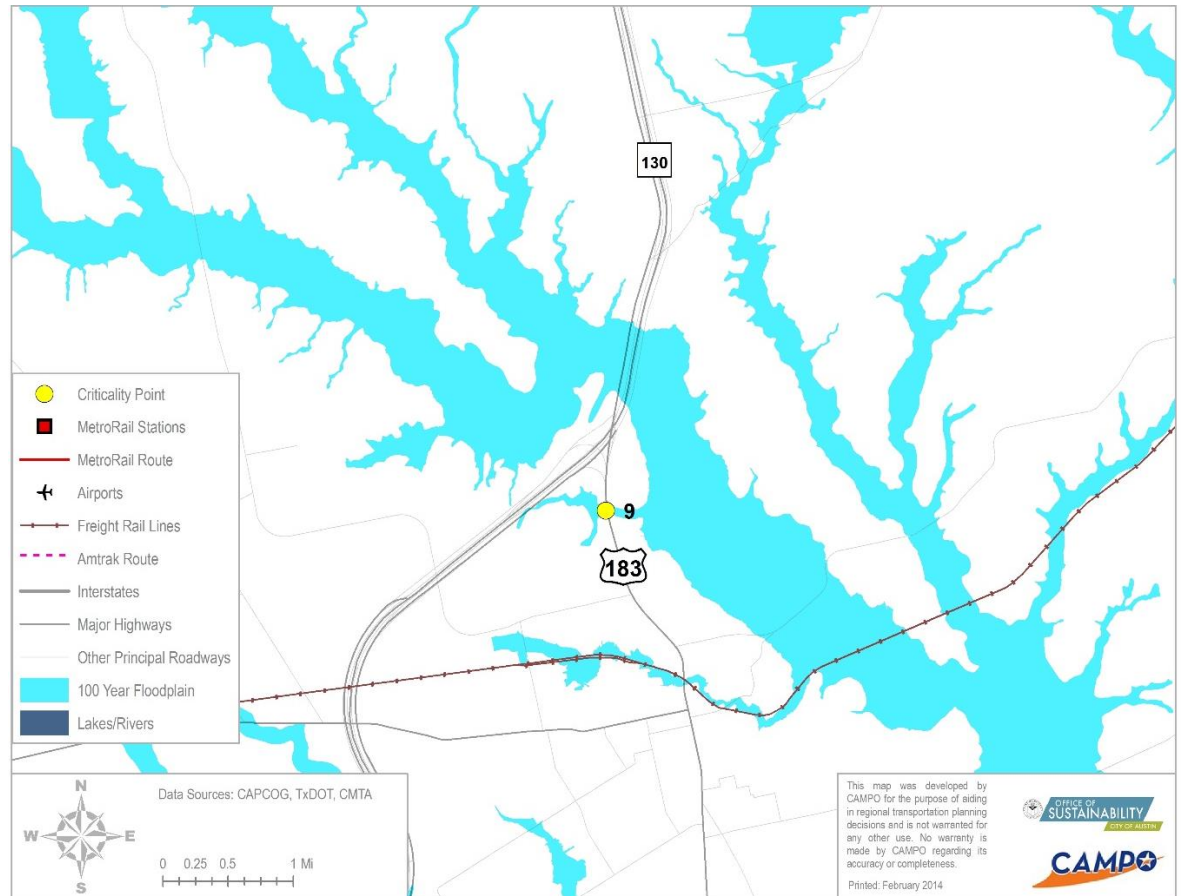 130
Criticality Point
MetroRail Stations
MetroRail Route
Airports
Freight Rail Lines
Amtrak Route
Interstates
Major Highways
Other Principal Roadways
100 Year Floodplain
Lakes/Rivers
9
183
N
W E
S
Data Sources: CAPCOG, TxDOT, CMTA
0 0.25 0.5 1 Mi
This map was developed by
CAMPO for the purpose of aiding
in regional transportation planning
decisions and is not warranted for
any other use. No warranty is
made by CAMPO regarding its
accuracy or completeness.
Printed: February 2014
OFFICE OF
SUSTAINABILITY
CITY OF AUSTIN
CAMPO